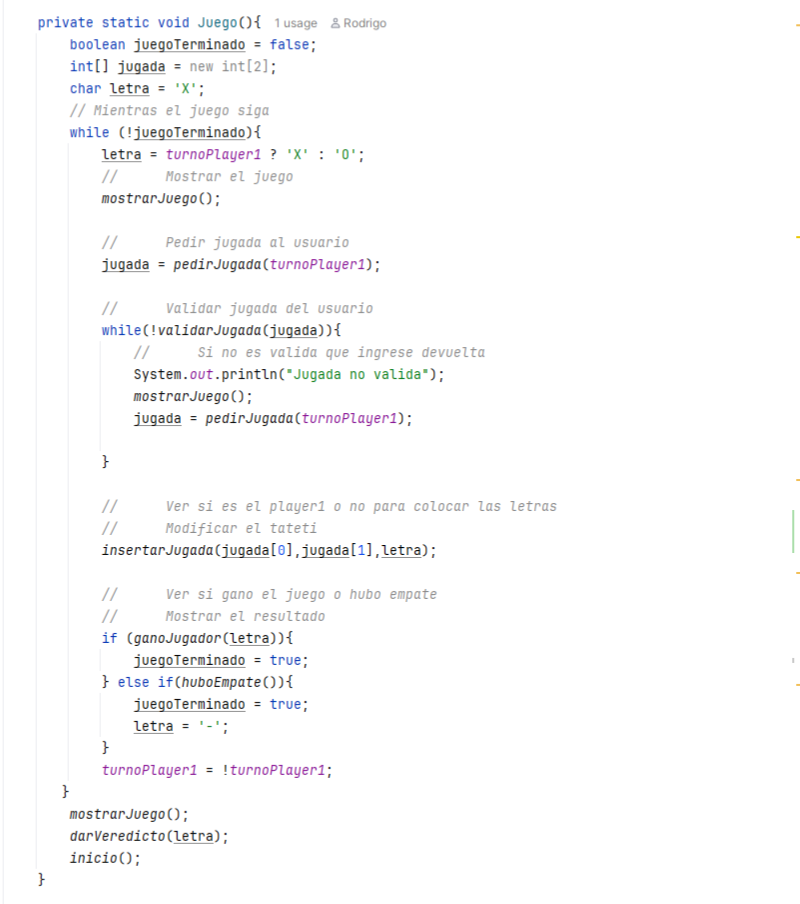 private static void Juego(){ 1 usage Rodrigo
boolean juegoTerminado = false;
int[] jugada = new int[2];
char letra = 'X';
// Mientras el juego siga
while (!juegoTerminado){
letra = turnoPlayer1 ? 'X' : 'O';
// Mostrar el juego
mostrarJuego();
// Pedir jugada al usuario
jugada = pedirJugada(turnoPlayer1);
// Validar jugada del usuario
while(!validarJugada(jugada)){
// Si no es valida que ingrese devuelta
System.out.println("Jugada no valida");
mostrarJuego();
jugada = pedirJugada(turnoPlayer1);
}
// Ver si es el player1 o no para colocar las letras
// Modificar el tateti
insertarJugada(jugada[0],jugada[1],letra);
// Ver si gano el juego o hubo empate
// Mostrar el resultado
if (ganoJugador(letra)){
juegoTerminado = true;
} else if(huboEmpate()){
juegoTerminado = true;
letra = '-';
}
turnoPlayer1 = !turnoPlayer1;
}
mostrarJuego();
darVeredicto(letra);
inicio();
}